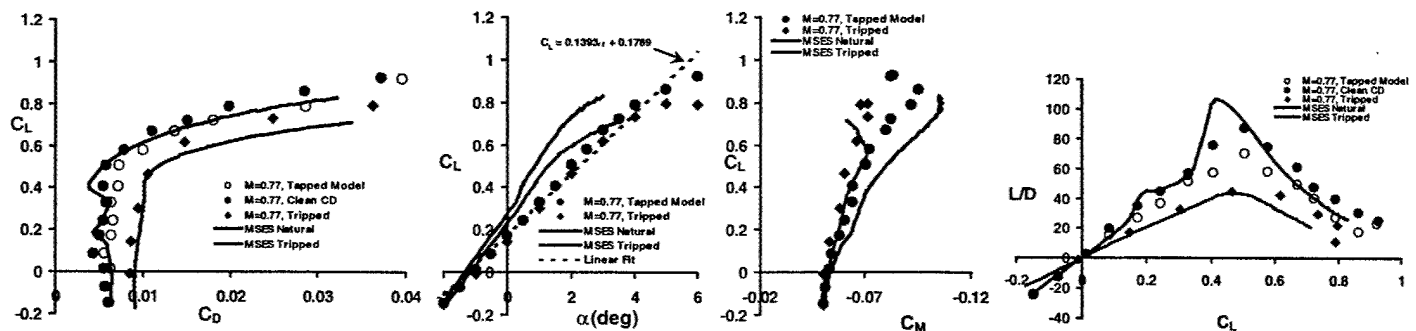 1.2
1
0.8
C_L
0.6
0.4
0.2
0
-0.2
0
0.01
0.02
0.03
0.04
C_D
M=0.77, Tapped Model
M=0.77, Clean CD
M=0.77, Tripped
MSES Natural
MSES Tripped
1.2
1
0.8
0.6
C_L
0.4
0.2
-0.2
-2
0
2
4
6
α(deg)
M=0.77, Tapped Model
M=0.77, Tripped
MSES Natural
MSES Tripped
Linear Fit
1.2
1
0.8
0.6
C_L
0.4
0.2
0
-0.2
-0.02
-0.07
-0.12
C_M
M=0.77, Tapped Model
M=0.77, Tripped
MSES Natural
MSES Tripped
120
100
80
60
L/D
40
20
0
-20
-40
-0.2
0
0.2
0.4
0.6
0.8
1
C_L
M=0.77, Tapped Model
M=0.77, Clean CD
M=0.77, Tripped
MSES Natural
MSES Tripped